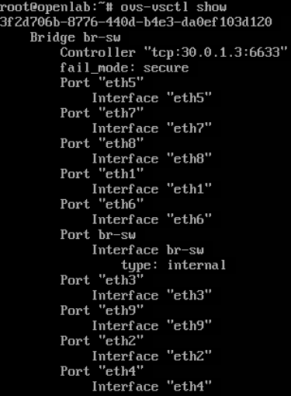 root@openlab:~# ovs-vsctl show
3f2d706b-8776-440d-b4e3-da0ef103d120
    Bridge br-sw
        Controller "tcp:30.0.1.3:6633"
        fail_mode: secure
        Port "eth5"
            Interface "eth5"
        Port "eth7"
            Interface "eth7"
        Port "eth8"
            Interface "eth8"
        Port "eth1"
            Interface "eth1"
        Port "eth6"
            Interface "eth6"
        Port br-sw
            Interface br-sw
                type: internal
        Port "eth3"
            Interface "eth3"
        Port "eth9"
            Interface "eth9"
        Port "eth2"
            Interface "eth2"
        Port "eth4"
            Interface "eth4"